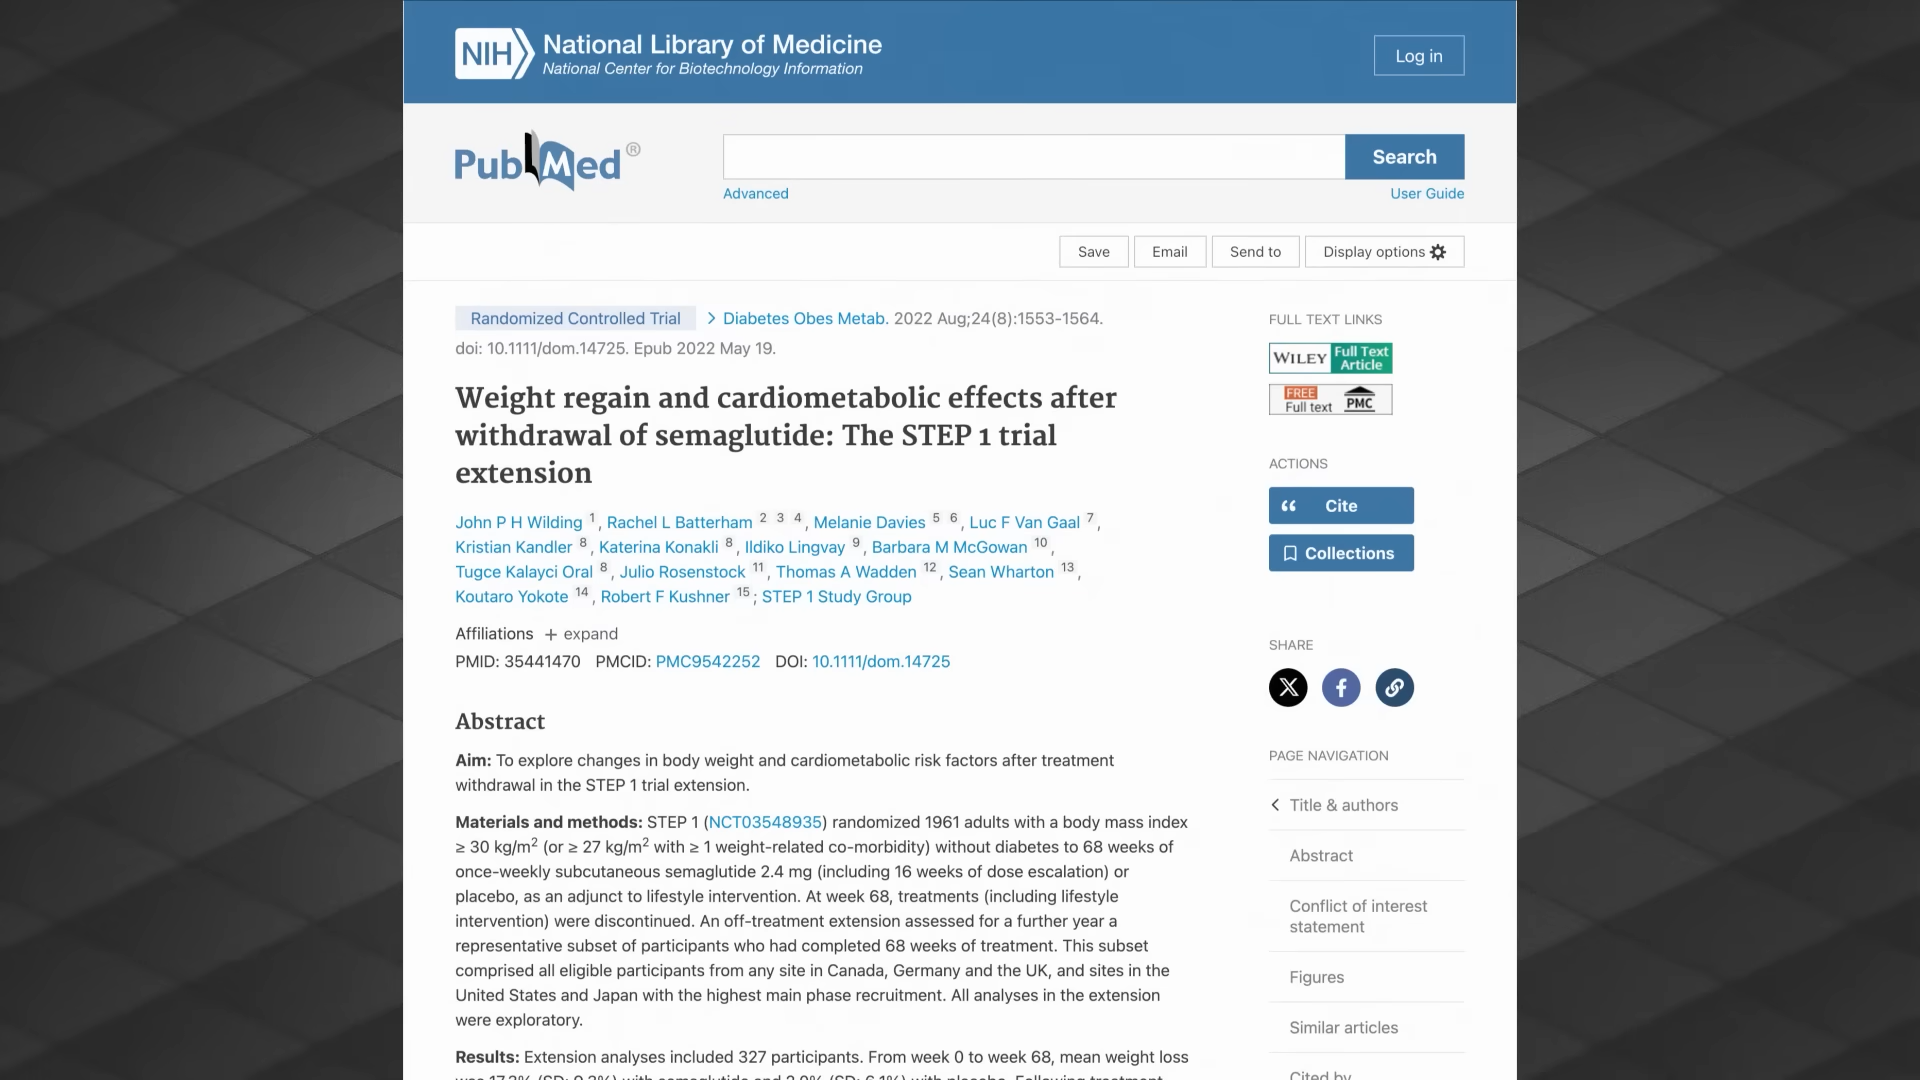 NIH National Library of Medicine
National Center for Biotechnology Information
Log in
PubMed®
Search
Advanced
User Guide
Save
Email
Send to
Display options
Randomized Controlled Trial > Diabetes Obes Metab. 2022 Aug;24(8):1553-1564.
doi: 10.1111/dom.14725. Epub 2022 May 19.
Weight regain and cardiometabolic effects after
withdrawal of semaglutide: The STEP 1 trial
extension
John P H Wilding 1, Rachel L Batterham 2 3 4, Melanie Davies 5 6, Luc F Van Gaal 7,
Kristian Kandler 8, Katerina Konakli 8, Ildiko Lingvay 9, Barbara M McGowan 10,
Tugce Kalayci Oral 8, Julio Rosenstock 11, Thomas A Wadden 12, Sean Wharton 13,
Koutaro Yokote 14, Robert F Kushner 15; STEP 1 Study Group
Affiliations + expand
PMID: 35441470 PMCID: PMC9542252 DOI: 10.1111/dom.14725
Abstract
Aim: To explore changes in body weight and cardiometabolic risk factors after treatment
withdrawal in the STEP 1 trial extension.
Materials and methods: STEP 1 (NCT03548935) randomized 1961 adults with a body mass index
≥ 30 kg/m2 (or ≥ 27 kg/m2 with ≥ 1 weight-related co-morbidity) without diabetes to 68 weeks of
once-weekly subcutaneous semaglutide 2.4 mg (including 16 weeks of dose escalation) or
placebo, as an adjunct to lifestyle intervention. At week 68, treatments (including lifestyle
intervention) were discontinued. An off-treatment extension assessed for a further year a
representative subset of participants who had completed 68 weeks of treatment. This subset
comprised all eligible participants from any site in Canada, Germany and the UK, and sites in the
United States and Japan with the highest main phase recruitment. All analyses in the extension
were exploratory.
Results: Extension analyses included 327 participants. From week 0 to week 68, mean weight loss
FULL TEXT LINKS
WILEY Full Text
Article
FREE
Full text PMC
ACTIONS
Cite
Collections
SHARE
PAGE NAVIGATION
Title & authors
Abstract
Conflict of interest
statement
Figures
Similar articles
Cited by